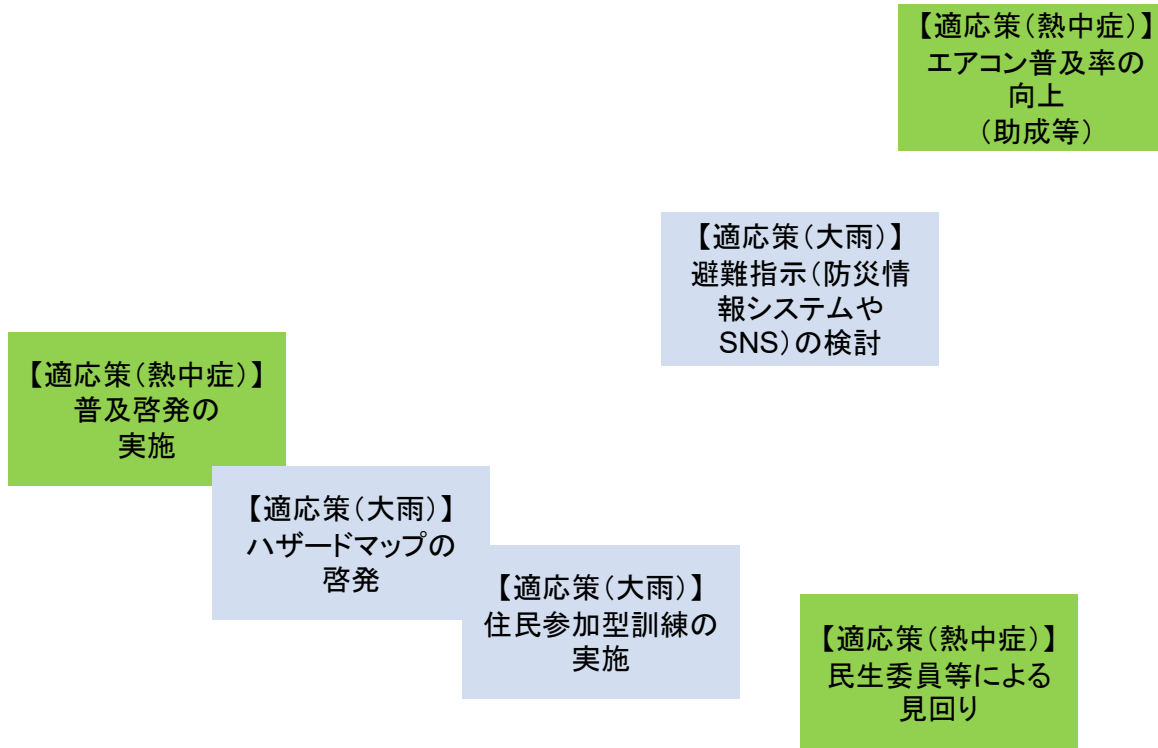 【適応策(熱中症)】
エアコン普及率の
向上
(助成等)
【適応策(大雨)】
避難指示(防災情
報システムや
SNS)の検討
【適応策(熱中症)】
普及啓発の
実施
【適応策(大雨)】
ハザードマップの
啓発
【適応策(大雨)】
住民参加型訓練の
実施
【適応策(熱中症)】
民生委員等による
見回り